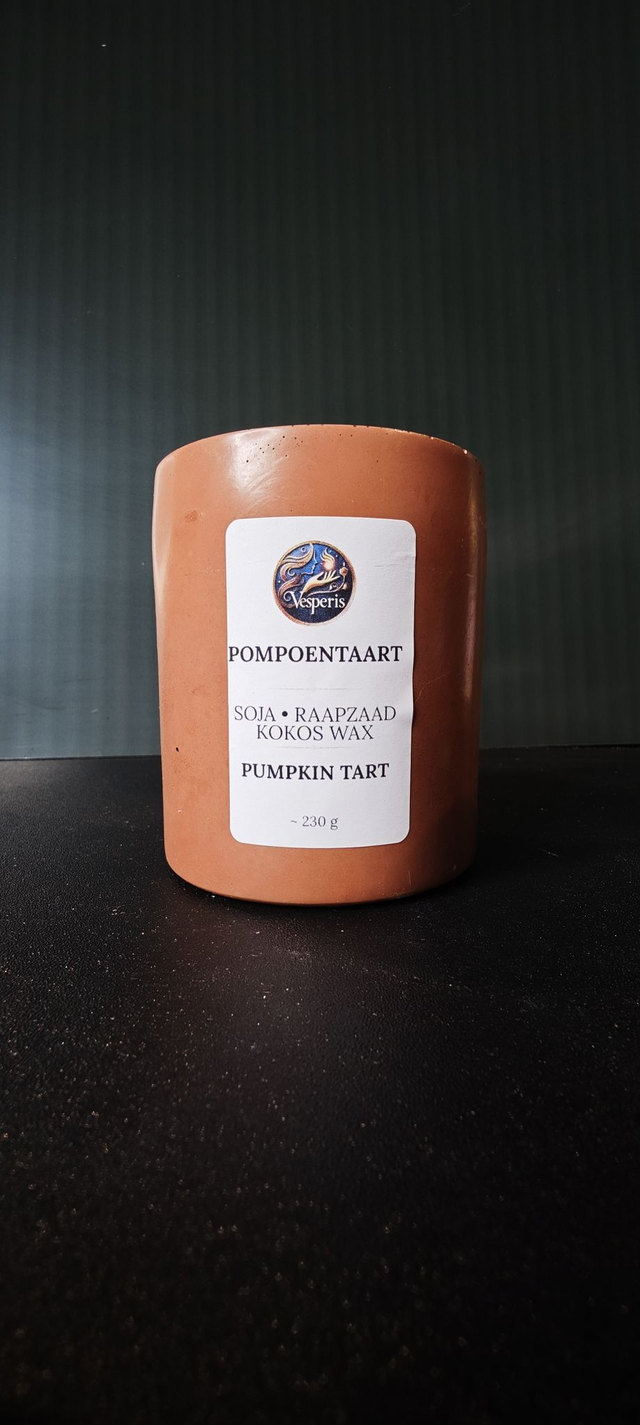 Vesperis
POMPOENTAART
SOJA • RAAPZAAD
KOKOS WAX
PUMPKIN TART
~ 230 g